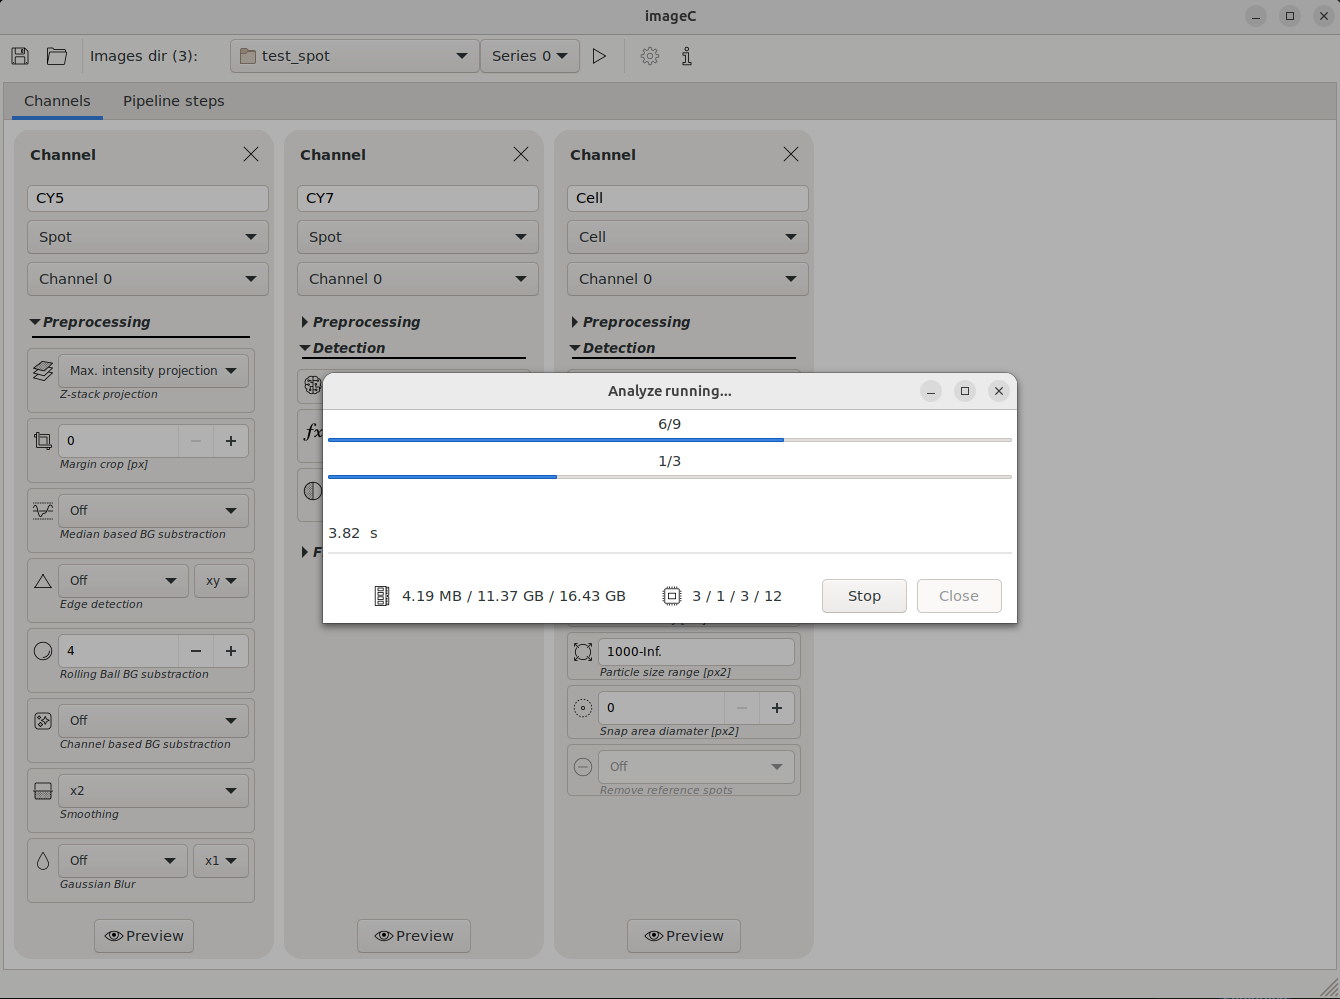 imageC
Images dir (3): test_spot Series 0
Channels Pipeline steps
Channel
CY5
Spot
Channel 0
Preprocessing
Max. intensity projection
Z-stack projection
0
Margin crop [px]
Off
Median based BG substraction
Off xy
Edge detection
4
Rolling Ball BG substraction
Off
Channel based BG substraction
x2
Smoothing
Off x1
Gaussian Blur
Preview
Channel
CY7
Spot
Channel 0
Preprocessing
Detection
fx
F
Preview
Channel
Cell
Cell
Channel 0
Preprocessing
Detection
1000-Inf.
Particle size range [px2]
0
Snap area diamater [px2]
Off
Remove reference spots
Preview
Analyze running...
6/9
1/3
3.82 s
4.19 MB / 11.37 GB / 16.43 GB 3 / 1 / 3 / 12 Stop Close